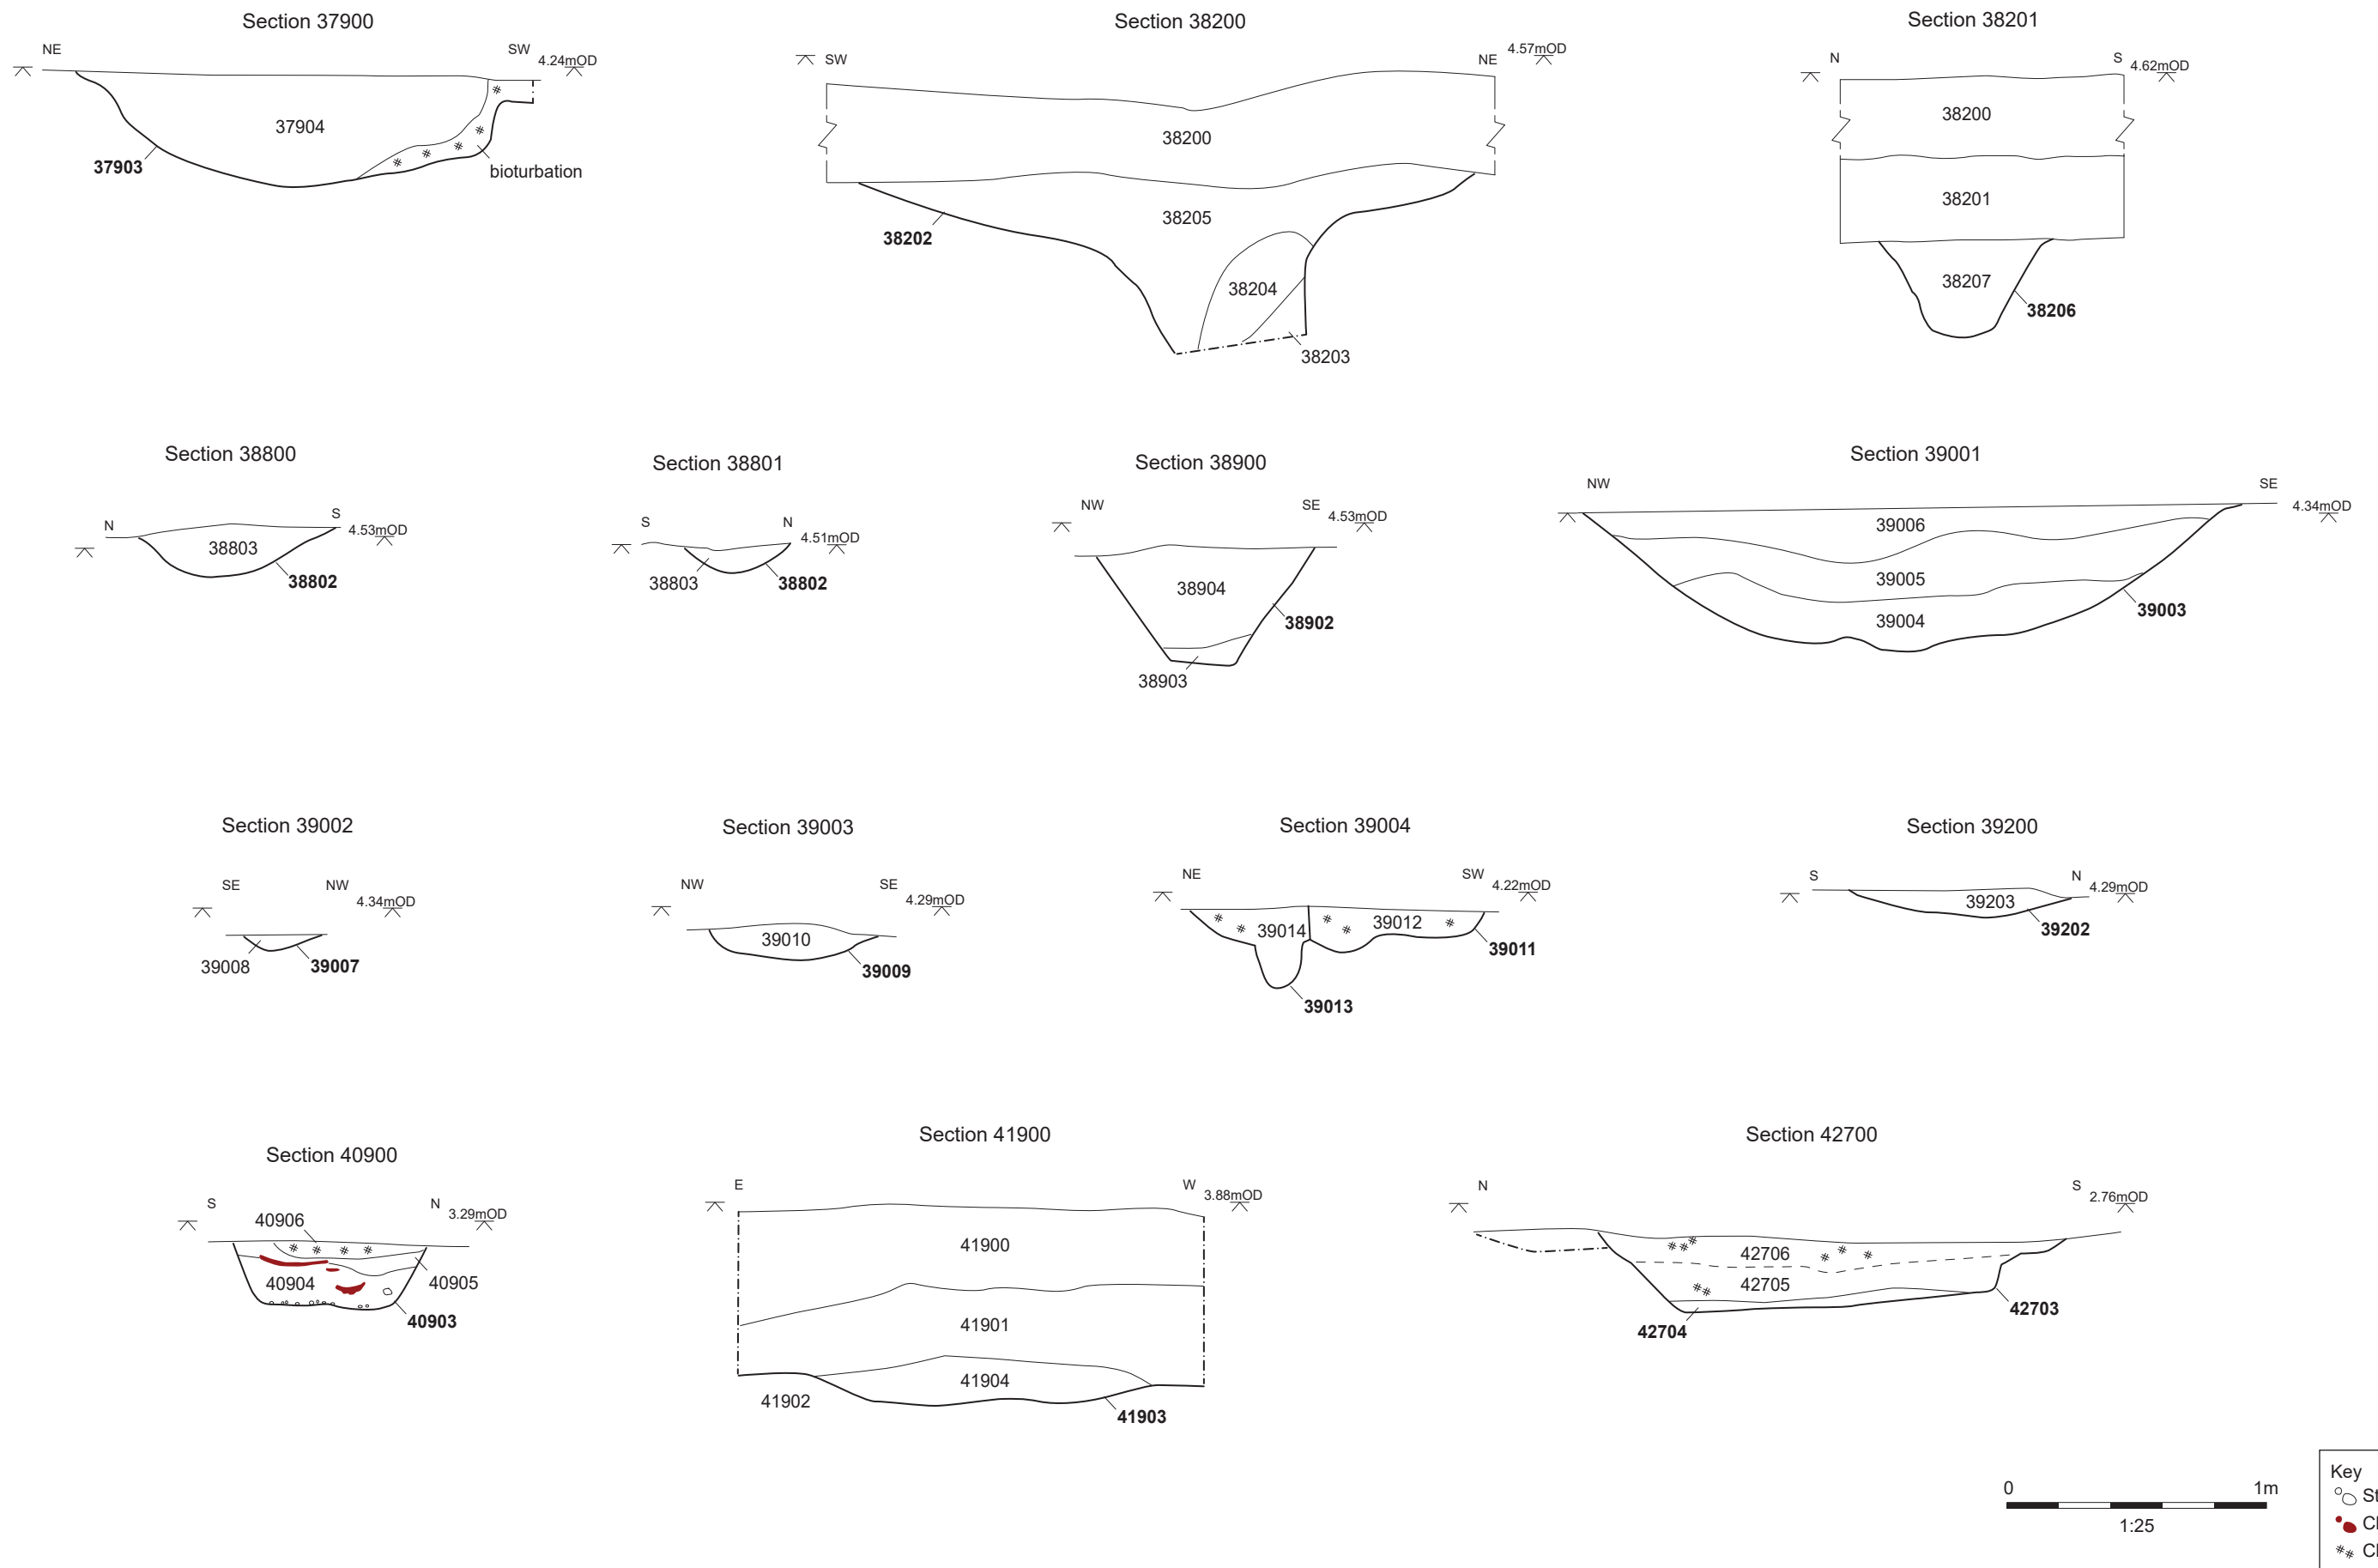 Section 37900
NE
SW
4.24mOD
37904
37903
bioturbation
Section 38200
SW
NE
4.57mOD
38200
38205
38202
38204
38203
Section 38201
N
S
4.62mOD
38200
38201
38207
38206
Section 38800
N
S
4.53mOD
38803
38802
Section 38801
S
N
4.51mOD
38803
38802
Section 38900
NW
SE
4.53mOD
38904
38902
38903
Section 39001
NW
SE
4.34mOD
39006
39005
39004
39003
Section 39002
SE
NW
4.34mOD
39008
39007
Section 39003
NW
SE
4.29mOD
39010
39009
Section 39004
NE
SW
4.22mOD
39014
39012
39011
39013
Section 39200
S
N
4.29mOD
39203
39202
Section 40900
S
N
3.29mOD
40906
40904
40905
40903
Section 41900
E
W
3.88mOD
41900
41901
41904
41902
41903
Section 42700
N
S
2.76mOD
42706
42705
42703
42704
0
1m
1:25
Key